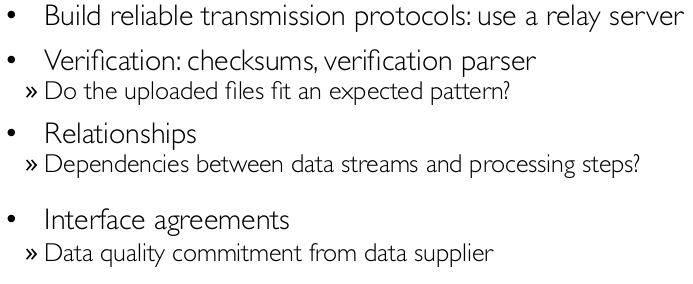 • Build reliable transmission protocols: use a relay server
• Verification: checksums, verification parser
» Do the uploaded files fit an expected pattern?
• Relationships
» Dependencies between data streams and processing steps?
• Interface agreements
» Data quality commitment from data supplier